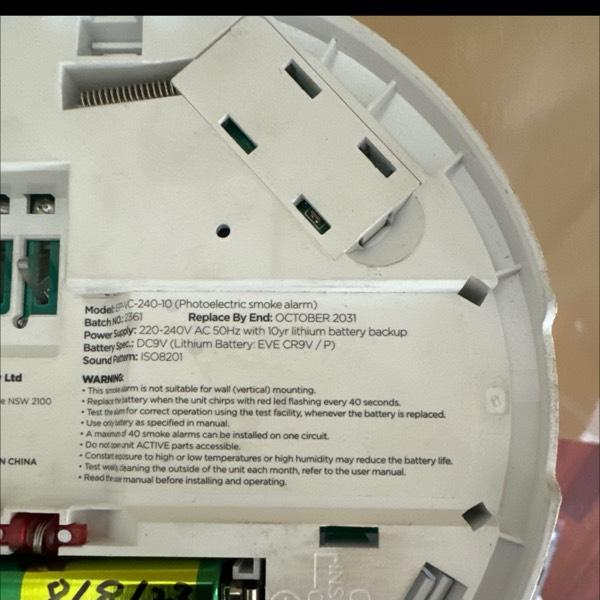 Model: C-240-10 (Photoelectric smoke alarm)
Batch NO.: 2361 Replace By End: OCTOBER 2031
Power Supply: 220-240V AC 50Hz with 10yr lithium battery backup
Battery Spec.: DC9V (Lithium Battery: EVE CR9V / P)
Sound Pattern: ISO8201
Ltd
e NSW 2100
N CHINA
WARNING:
• This smoke alarm is not suitable for wall (vertical) mounting.
• Replace the battery when the unit chirps with red led flashing every 40 seconds.
• Test the alarm for correct operation using the test facility, whenever the battery is replaced.
• Use only battery as specified in manual.
• A maximum of 40 smoke alarms can be installed on one circuit.
• Do not open unit ACTIVE parts accessible.
• Constant exposure to high or low temperatures or high humidity may reduce the battery life.
• Test weekly, cleaning the outside of the unit each month, refer to the user manual.
• Read the user manual before installing and operating.
8/8/23